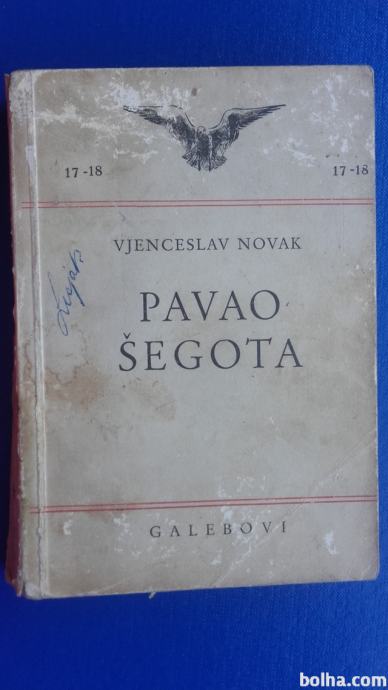 17-18 17-18
VJENCESLAV NOVAK
PAVAO
ŠEGOTA
GALEBOVI
bolha.com